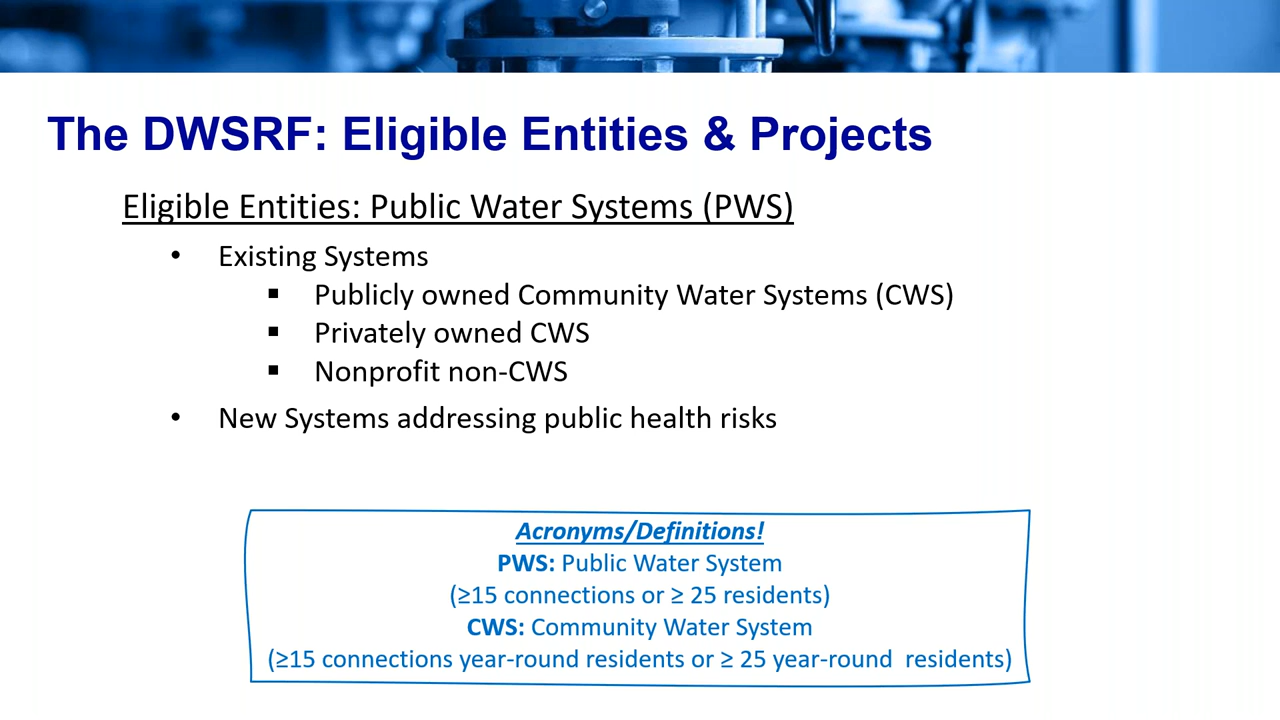 The DWSRF: Eligible Entities & Projects
Eligible Entities: Public Water Systems (PWS)
• Existing Systems
▪ Publicly owned Community Water Systems (CWS)
▪ Privately owned CWS
▪ Nonprofit non-CWS
• New Systems addressing public health risks
Acronyms/Definitions!
PWS: Public Water System
(≥15 connections or ≥ 25 residents)
CWS: Community Water System
(≥15 connections year-round residents or ≥ 25 year-round  residents)